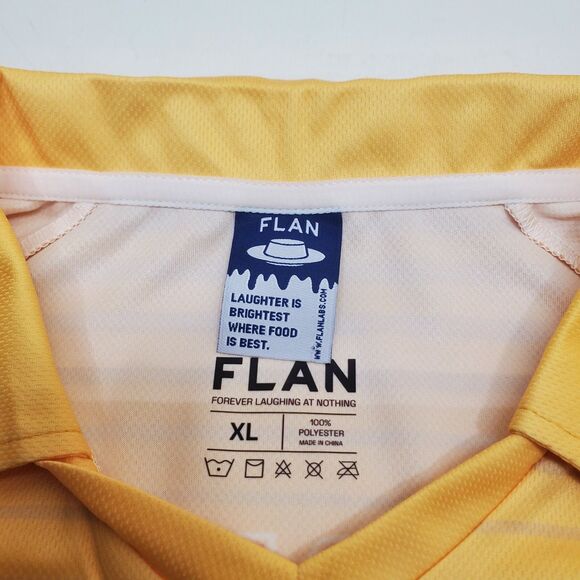 FLAN
LAUGHTER IS
BRIGHTEST
WHERE FOOD
IS BEST.
WWW.FLANLABS.COM
FLAN
FOREVER LAUGHING AT NOTHING
XL
100%
POLYESTER
MADE IN CHINA